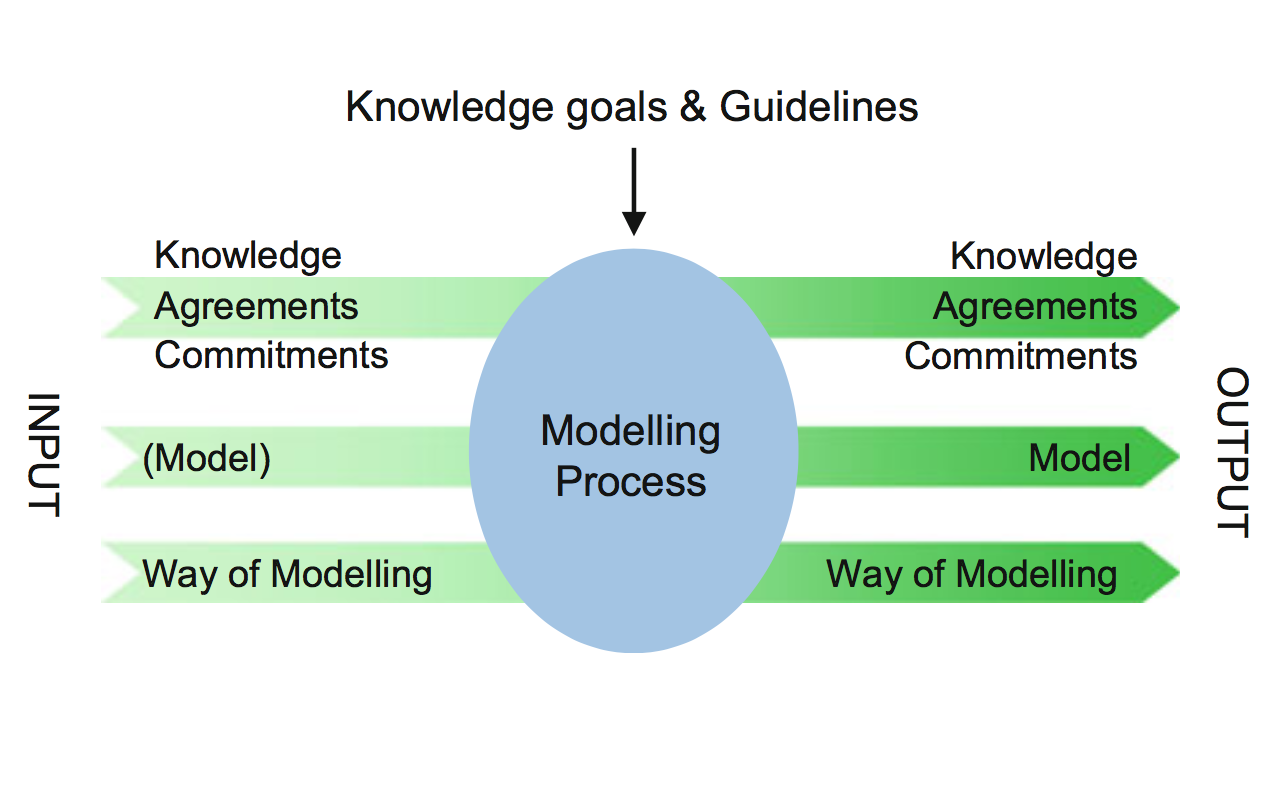 Knowledge goals & Guidelines
INPUT
Knowledge
Agreements
Commitments
(Model)
Way of Modelling
Modelling
Process
Knowledge
Agreements
Commitments
Model
Way of Modelling
OUTPUT